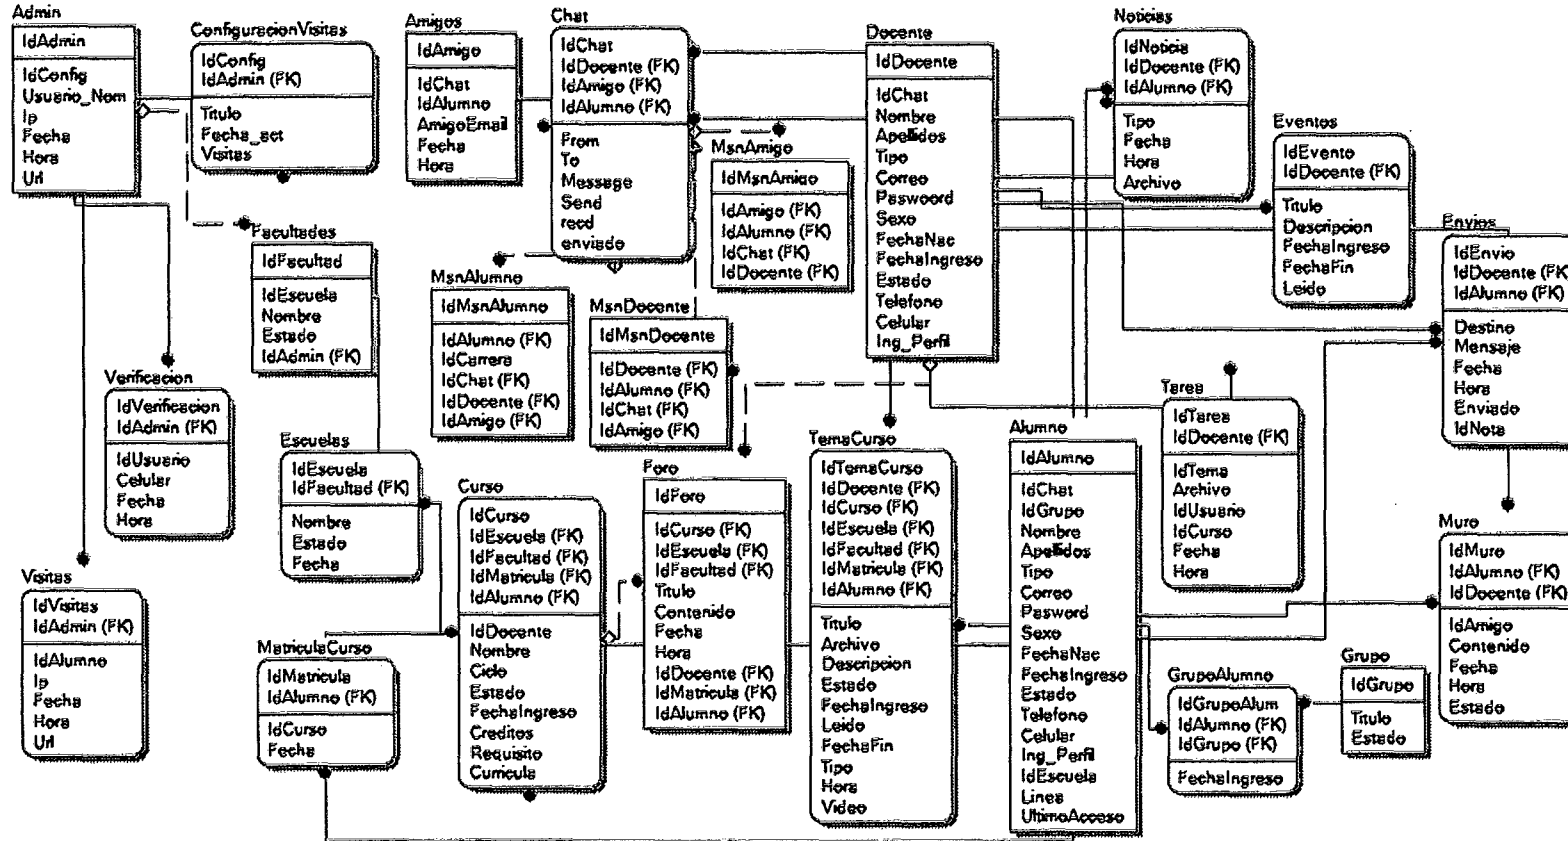 Admin
IdAdmin
IdConfig
Usuario_Nom
Ip
Fecha
Hora
Url
ConfiguracionVisitas
IdConfig
IdAdmin (FK)
Titulo
Fecha_act
Visitas
Amigos
IdAmigo
IdChat
IdAlumno
AmigoEmail
Fecha
Hora
Chat
IdChat
IdDocente (FK)
IdAmigo (FK)
IdAlumno (FK)
From
To
Message
Send
recd
enviado
MsnAmigo
IdMsnAmigo
IdAmigo (FK)
IdAlumno (FK)
IdChat (FK)
IdDocente (FK)
Docente
IdDocente
IdChat
Nombre
Apellidos
Tipo
Correo
Paswoord
Sexo
FechaNac
FechaIngreso
Estado
Telefono
Celular
Ing_Perfil
Noticias
IdNoticia
IdDocente (FK)
IdAlumno (FK)
Tipo
Fecha
Hora
Archivo
Eventos
IdEvento
IdDocente (FK)
Titulo
Descripcion
FechaIngreso
FechaFin
Leido
Envios
IdEnvio
IdDocente (FK)
IdAlumno (FK)
Destino
Mensaje
Fecha
Hora
Enviado
IdNota
Facultades
IdFacultad
IdEscuela
Nombre
Estado
IdAdmin (FK)
MsnAlumno
IdMsnAlumno
IdAlumno (FK)
IdCarrera
IdChat (FK)
IdDocente (FK)
IdAmigo (FK)
MsnDocente
IdMsnDocente
IdDocente (FK)
IdAlumno (FK)
IdChat (FK)
IdAmigo (FK)
Verificacion
IdVerificacion
IdAdmin (FK)
IdUsuario
Celular
Fecha
Hora
Escuelas
IdEscuela
IdFacultad (FK)
Nombre
Estado
Fecha
Curso
IdCurso
IdEscuela (FK)
IdFacultad (FK)
IdMatricula (FK)
IdAlumno (FK)
IdDocente
Nombre
Ciclo
Estado
FechaIngreso
Creditos
Requisito
Curricula
Foro
IdForo
IdCurso (FK)
IdEscuela (FK)
IdFacultad (FK)
Titulo
Contenido
Fecha
Hora
IdDocente (FK)
IdMatricula (FK)
IdAlumno (FK)
TemaCurso
IdTemaCurso
IdDocente (FK)
IdCurso (FK)
IdEscuela (FK)
IdFacultad (FK)
IdMatricula (FK)
IdAlumno (FK)
Titulo
Archivo
Descripcion
Estado
FechaIngreso
Leido
FechaFin
Tipo
Hora
Video
Alumno
IdAlumno
IdChat
IdGrupo
Nombre
Apellidos
Tipo
Correo
Pasword
Sexo
FechaNac
FechaIngreso
Estado
Telefono
Celular
Ing_Perfil
IdEscuela
Linea
UltimoAcceso
Tarea
IdTarea
IdDocente (FK)
IdTema
Archivo
IdUsuario
IdCurso
Fecha
Hora
Muro
IdMuro
IdAlumno (FK)
IdDocente (FK)
IdAmigo
Contenido
Fecha
Hora
Estado
Visitas
IdVisitas
IdAdmin (FK)
IdAlumno
Ip
Fecha
Hora
Url
MatriculaCurso
IdMatricula
IdAlumno (FK)
IdCurso
Fecha
GrupoAlumno
IdGrupoAlum
IdAlumno (FK)
IdGrupo (FK)
FechaIngreso
Grupo
IdGrupo
Titulo
Estado